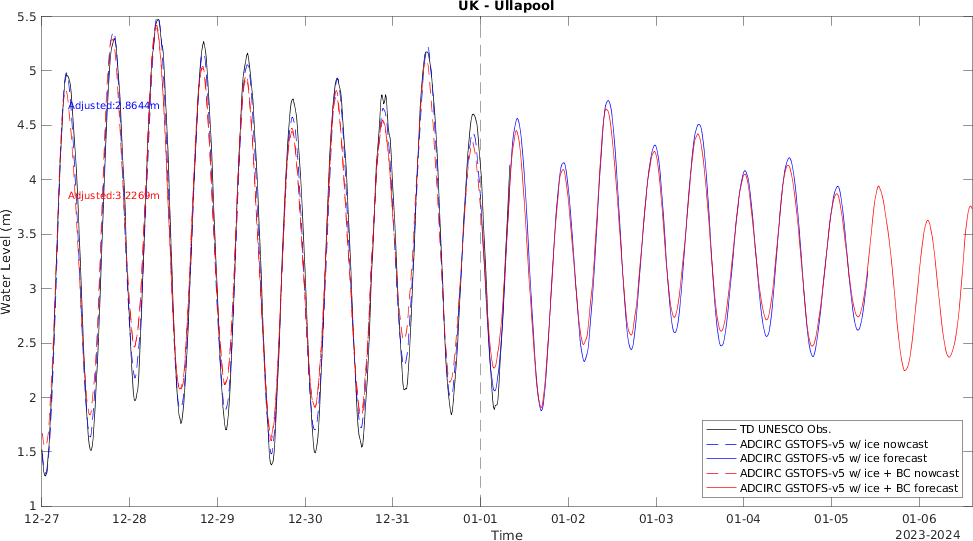 UK - Ullapool
5.5
5
4.5
4
3.5
3
2.5
2
1.5
1
Water Level (m)
Adjusted:2.8644m
Adjusted:3.2269m
TD UNESCO Obs.
ADCIRC GSTOFS-v5 w/ ice nowcast
ADCIRC GSTOFS-v5 w/ ice forecast
ADCIRC GSTOFS-v5 w/ ice + BC nowcast
ADCIRC GSTOFS-v5 w/ ice + BC forecast
12-27 12-28 12-29 12-30 12-31 01-01 01-02 01-03 01-04 01-05 01-06
Time
2023-2024